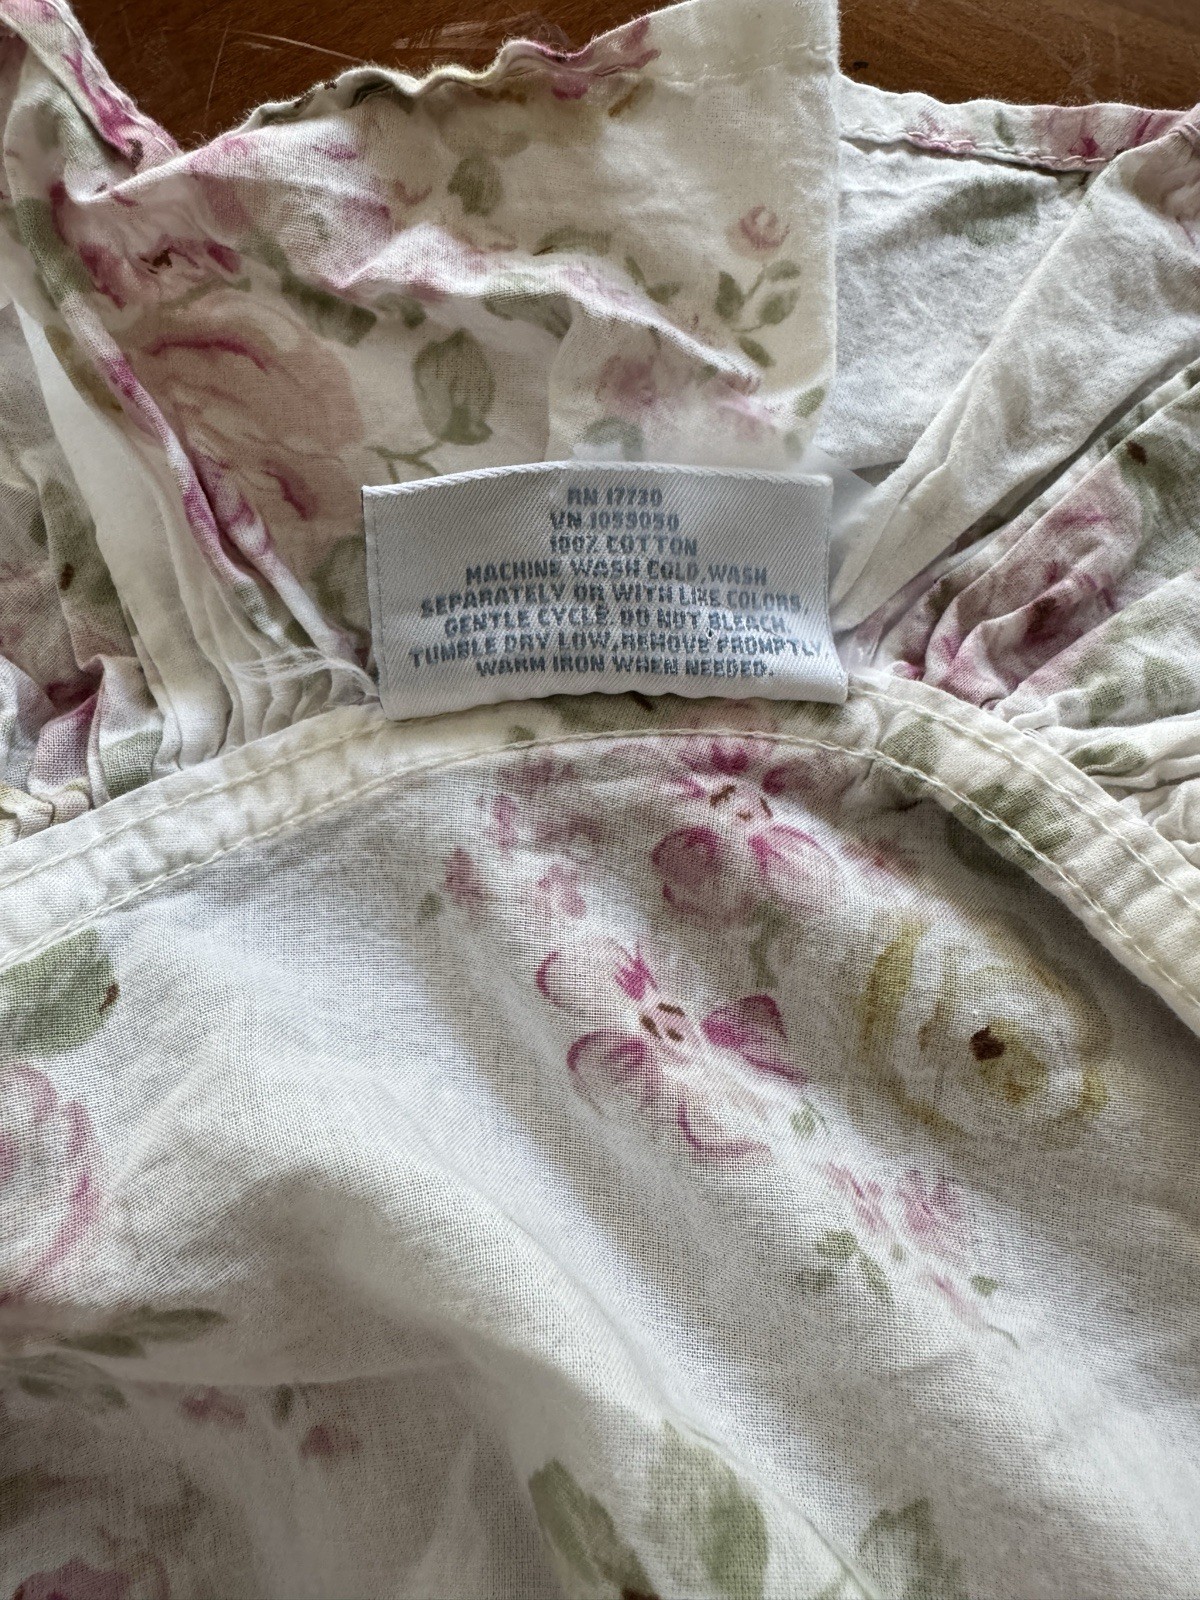 RN 17730
VN 1055050
100% COTTON
MACHINE WASH COLD,WASH
SEPARATELY OR WITH LIKE COLORS,
GENTLE CYCLE. DO NOT BLEACH
TUMBLE DRY LOW,REMOVE PROMPTLY,
WARM IRON WHEN NEEDED.